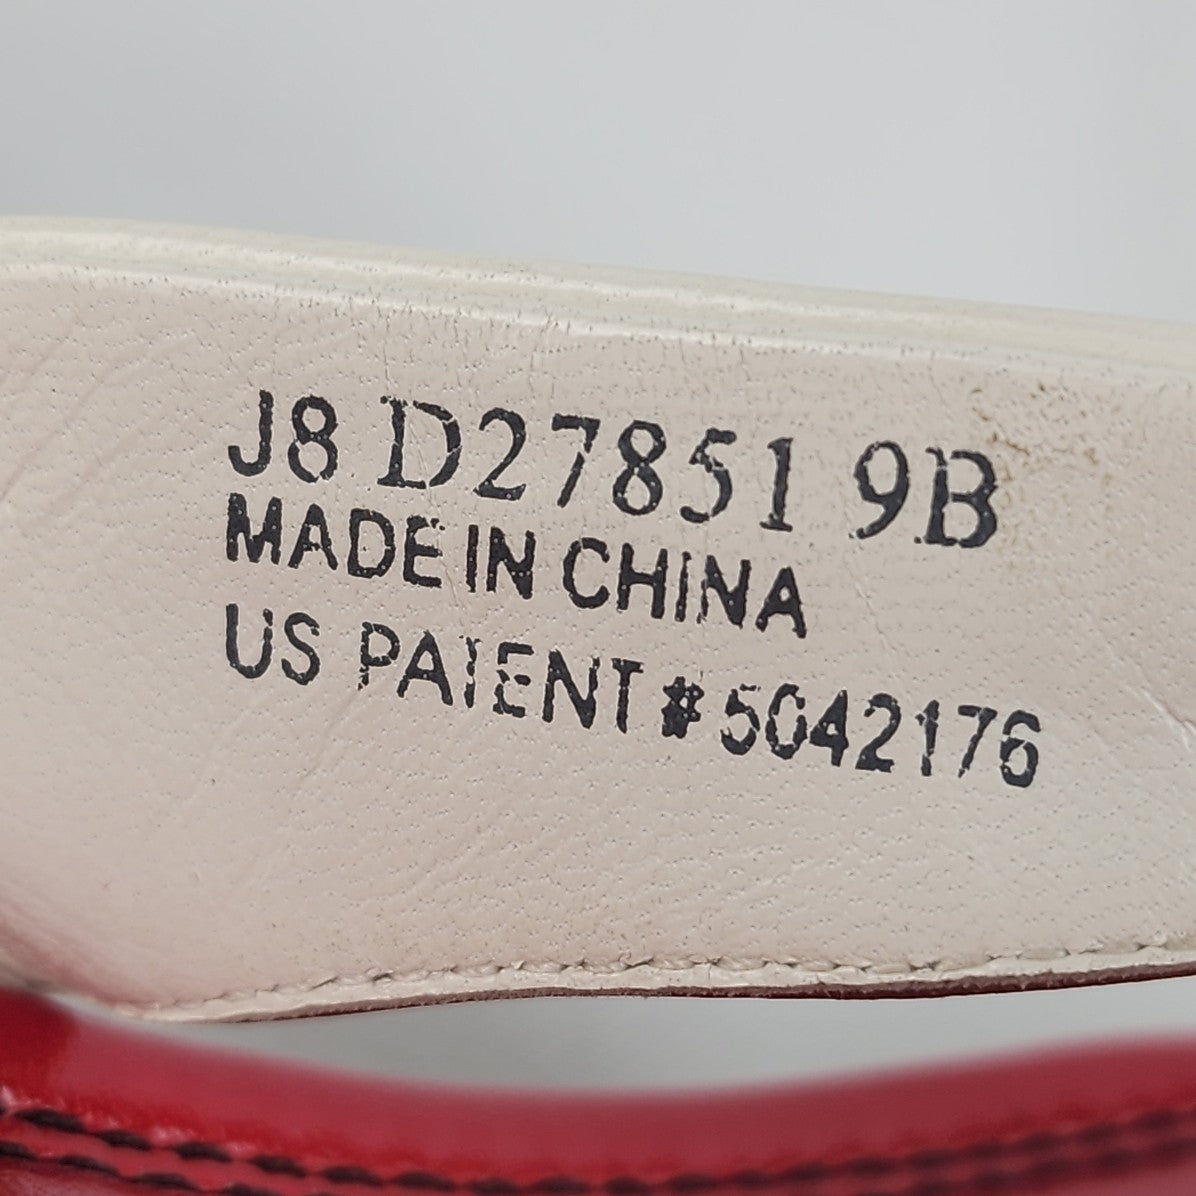 J8 D27851 9B
MADE IN CHINA
US PATENT # 5042176